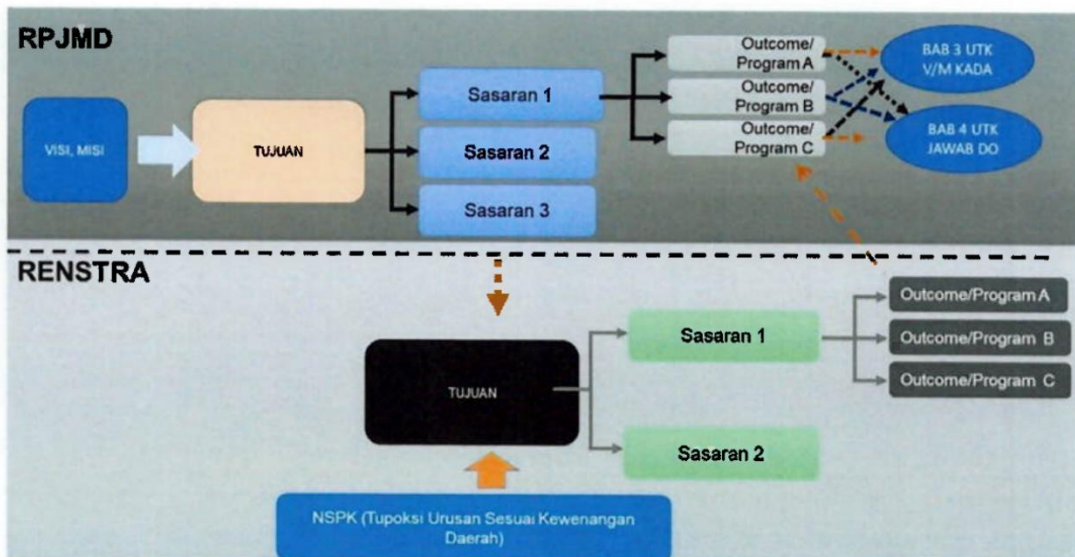 RPJMD
VISI, MISI
TUJUAN
Sasaran 1
Sasaran 2
Sasaran 3
Outcome/
Program A
Outcome/
Program B
Outcome/
Program C
BAB 3 UTK
V/M KADA
BAB 4 UTK
JAWAB DO
RENSTRA
TUJUAN
Sasaran 1
Sasaran 2
Outcome/Program A
Outcome/Program B
Outcome/Program C
NSPK (Tupoksi Urusan Sesuai Kewenangan
Daerah)